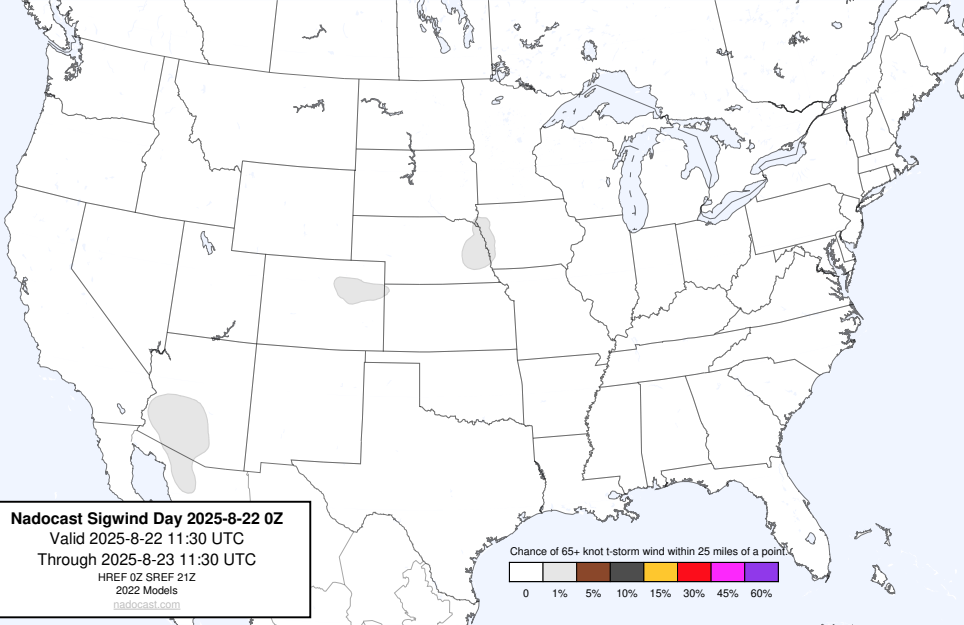 Nadocast Sigwind Day 2025-8-22 0Z
Valid 2025-8-22 11:30 UTC
Through 2025-8-23 11:30 UTC
HREF 0Z SREF 21Z
2022 Models
nadocast.com
Chance of 65+ knot t-storm wind within 25 miles of a point.
0 1% 5% 10% 15% 30% 45% 60%